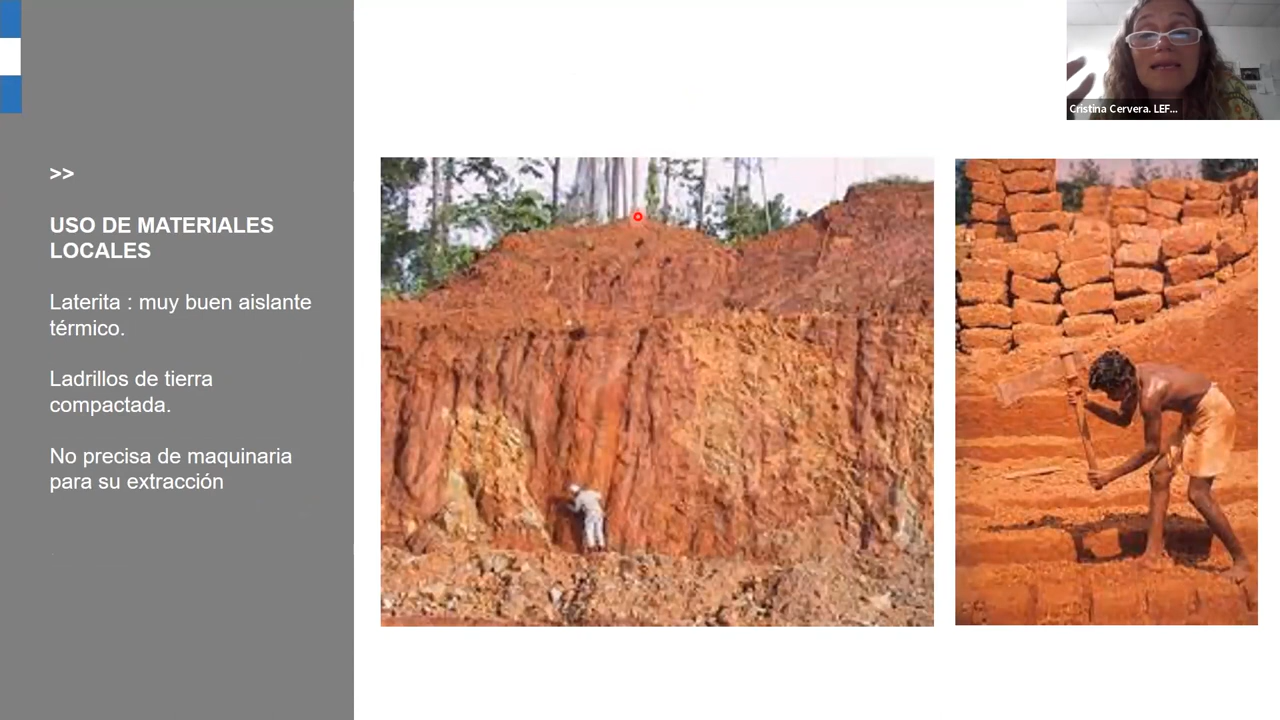 >>
USO DE MATERIALES
LOCALES
Laterita : muy buen aislante
térmico.
Ladrillos de tierra
compactada.
No precisa de maquinaria
para su extracción
Cristina Cervera. LEF...